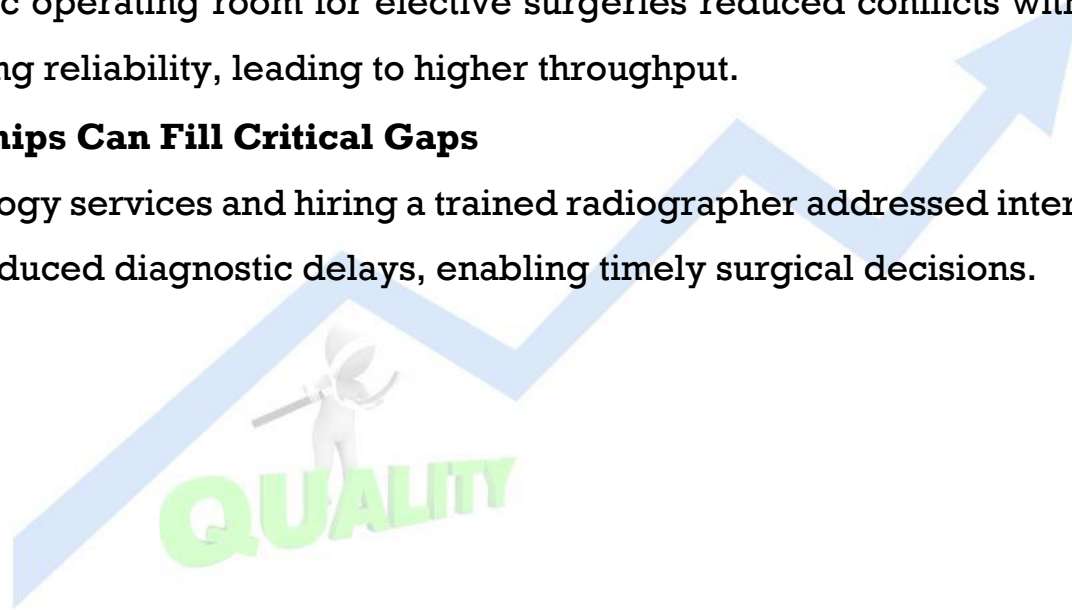 c operating room for elective surgeries reduced conflicts with
ng reliability, leading to higher throughput.
hips Can Fill Critical Gaps
ogy services and hiring a trained radiographer addressed inter
duced diagnostic delays, enabling timely surgical decisions.
QUALITY